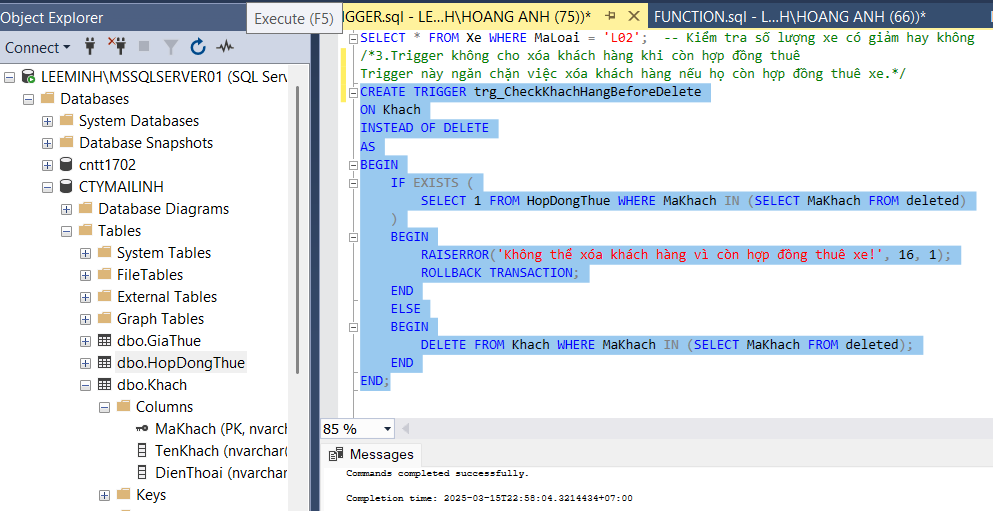 Object Explorer
Execute (F5)
IGGER.sql - LE...H\HOANG ANH (75))*
FUNCTION.sql - L...H\HOANG ANH (66))*
Connect
LEEMINH\MSSQLSERVER01 (SQL Serv
Databases
System Databases
Database Snapshots
cntt1702
CTYMAILINH
Database Diagrams
Tables
System Tables
FileTables
External Tables
Graph Tables
dbo.GiaThue
dbo.HopDongThue
dbo.Khach
Columns
MaKhach (PK, nvarch
TenKhach (nvarchar(
DienThoai (nvarchar
Keys
SELECT * FROM Xe WHERE MaLoai = 'L02';  -- Kiểm tra số lượng xe có giảm hay không
/*3.Trigger không cho xóa khách hàng khi còn hợp đồng thuê
Trigger này ngăn chặn việc xóa khách hàng nếu họ còn hợp đồng thuê xe.*/
CREATE TRIGGER trg_CheckKhachHangBeforeDelete
ON Khach
INSTEAD OF DELETE
AS
BEGIN
IF EXISTS (
SELECT 1 FROM HopDongThue WHERE MaKhach IN (SELECT MaKhach FROM deleted)
)
BEGIN
RAISERROR('Không thể xóa khách hàng vì còn hợp đồng thuê xe!', 16, 1);
ROLLBACK TRANSACTION;
END
ELSE
BEGIN
DELETE FROM Khach WHERE MaKhach IN (SELECT MaKhach FROM deleted);
END
END;
85 %
Messages
Commands completed successfully.
Completion time: 2025-03-15T22:58:04.3214434+07:00